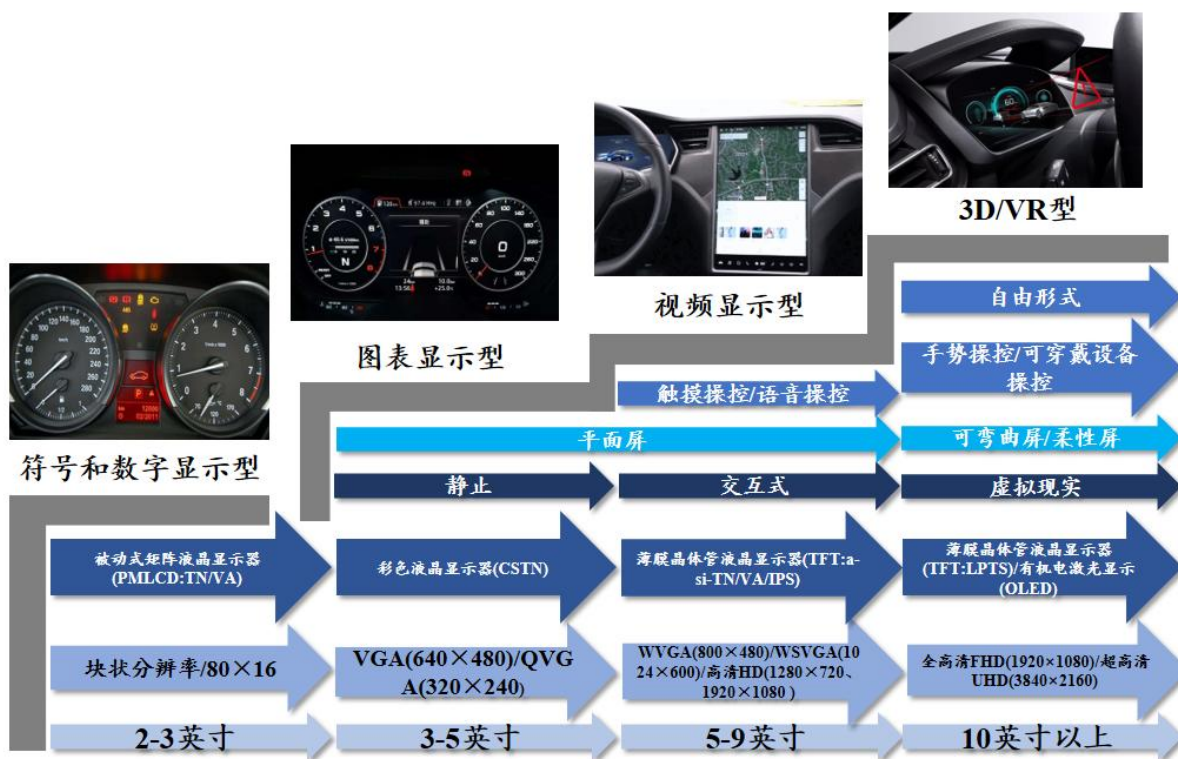 3D/VR型
视频显示型
自由形式
图表显示型
手势操控/可穿戴设备
操控
触摸操控/语音操控
平面屏
可弯曲屏/柔性屏
符号和数字显示型
静止
交互式
虚拟现实
被动式矩阵液晶显示器
(PMLCD:TN/VA)
彩色液晶显示器(CSTN)
薄膜晶体管液晶显示器(TFT:a-
si-TN/VA/IPS)
薄膜晶体管液晶显示器
(TFT:LPTS)/有机电激光显示
(OLED)
块状分辨率/80×16
VGA(640×480)/QVG
A(320×240)
WVGA(800×480)/WSVGA(10
24×600)/高清HD(1280×720、
1920×1080 )
全高清FHD(1920×1080)/超高清
UHD(3840×2160)
2-3英寸
3-5英寸
5-9英寸
10英寸以上